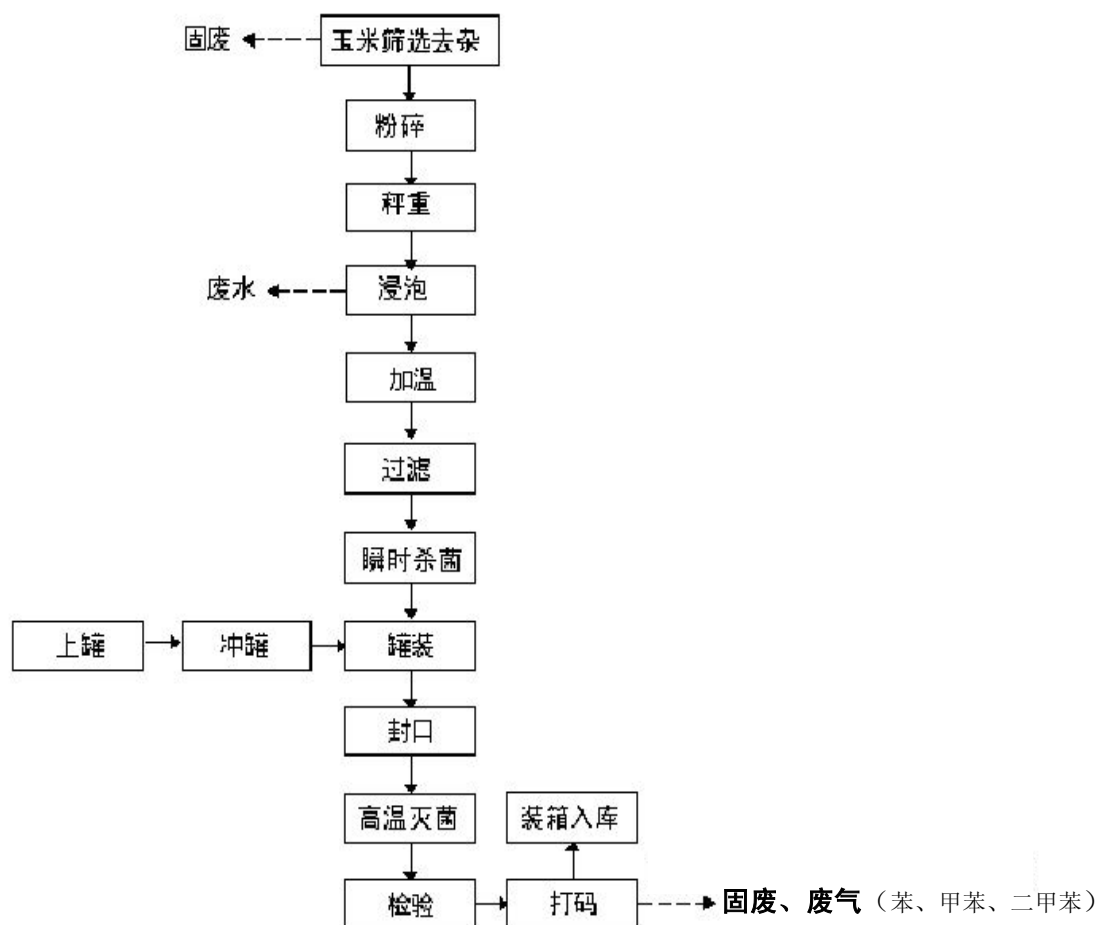 固废
玉米筛选去杂
粉碎
秤重
废水
浸泡
加温
过滤
瞬时杀菌
上罐
冲罐
罐装
封口
高温灭菌
装箱入库
检验
打码
固废、废气（苯、甲苯、二甲苯）